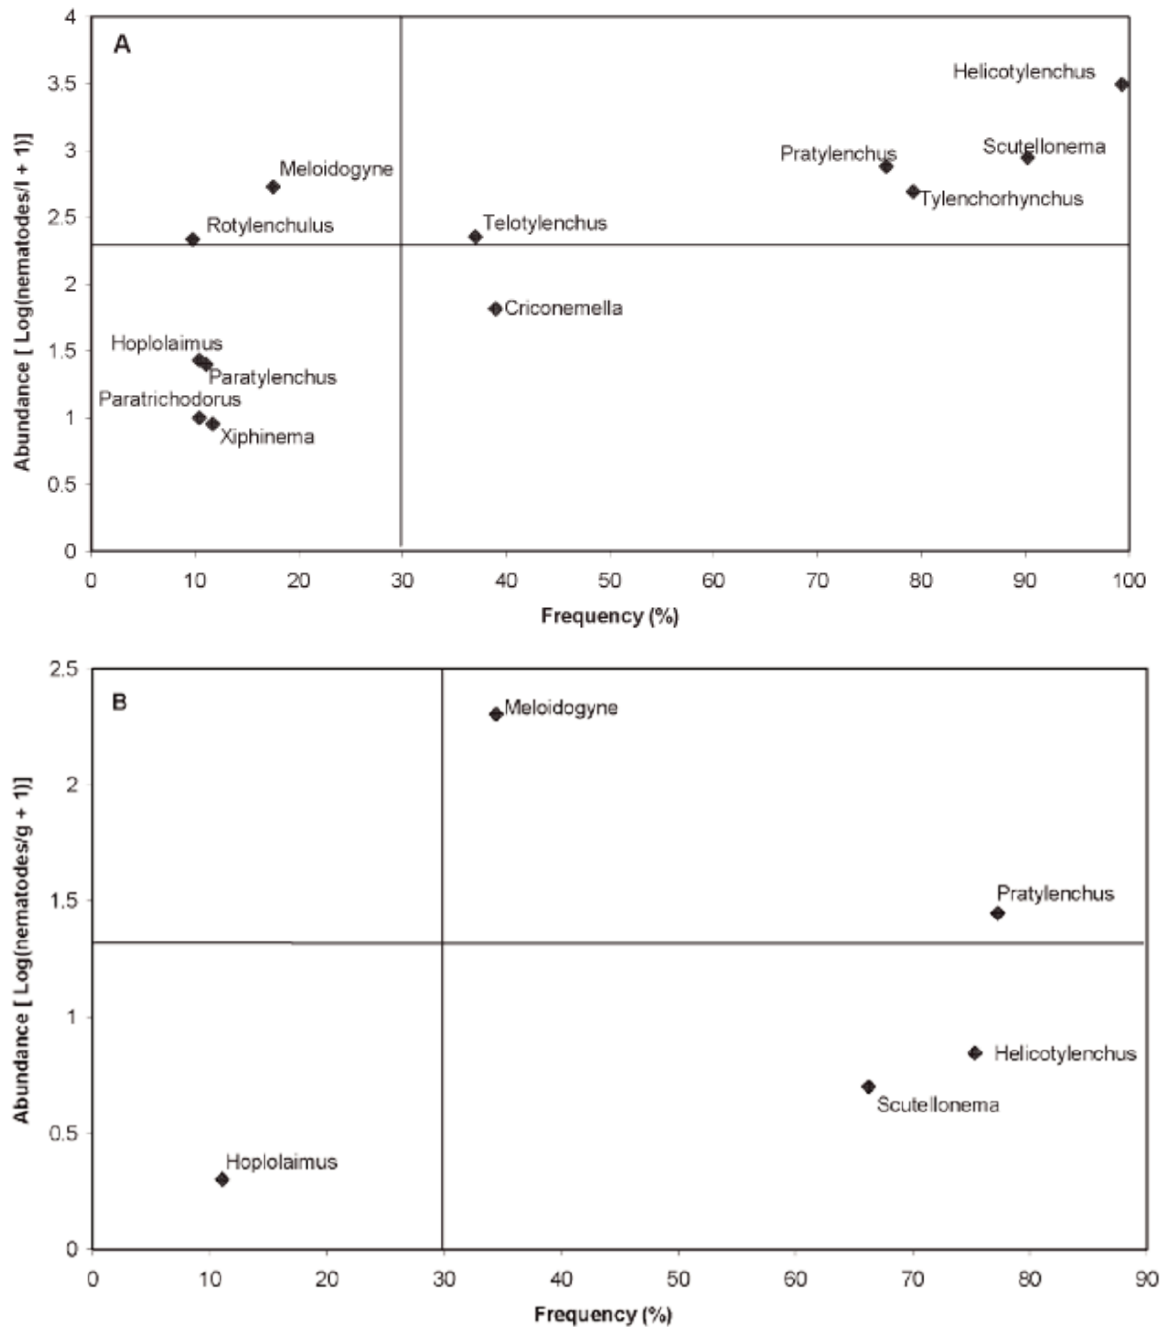 4
A
Helicotylenchus
3.5
3
Pratylenchus
Scutellonema
Meloidogyne
Tylenchorhynchus
2.5
Rotylenchulus
Telotylenchus
2
Criconemella
1.5
Hoplolaimus
Paratylenchus
Paratrichodorus
1
Xiphinema
0.5
0
Abundance [ Log(nematodes/l + 1)]
0 10 20 30 40 50 60 70 80 90 100
Frequency (%)
2.5
B
Meloidogyne
2
1.5
Pratylenchus
1
Helicotylenchus
Scutellonema
0.5
Hoplolaimus
0
Abundance [ Log(nematodes/g + 1)]
0 10 20 30 40 50 60 70 80 90
Frequency (%)